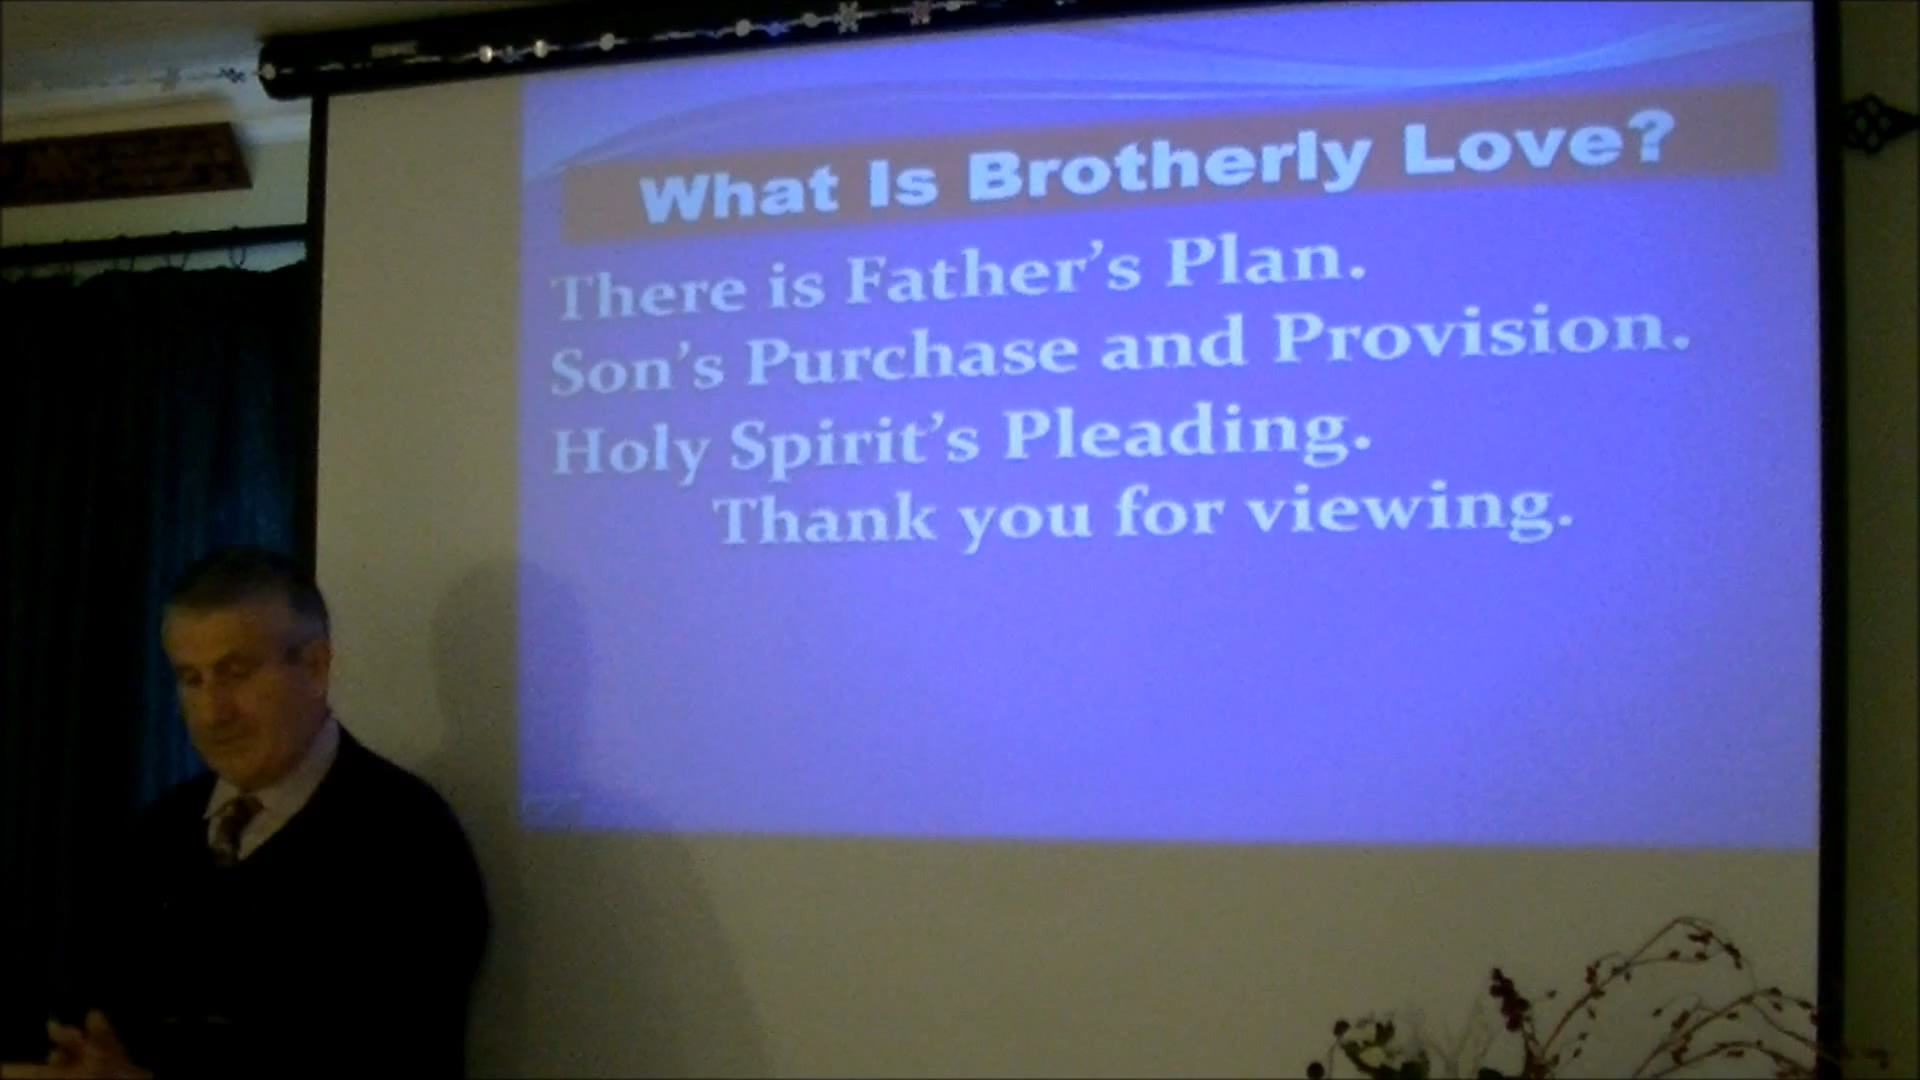 What Is Brotherly Love?
There is Father’s Plan.
Son’s Purchase and Provision.
Holy Spirit’s Pleading.
Thank you for viewing.